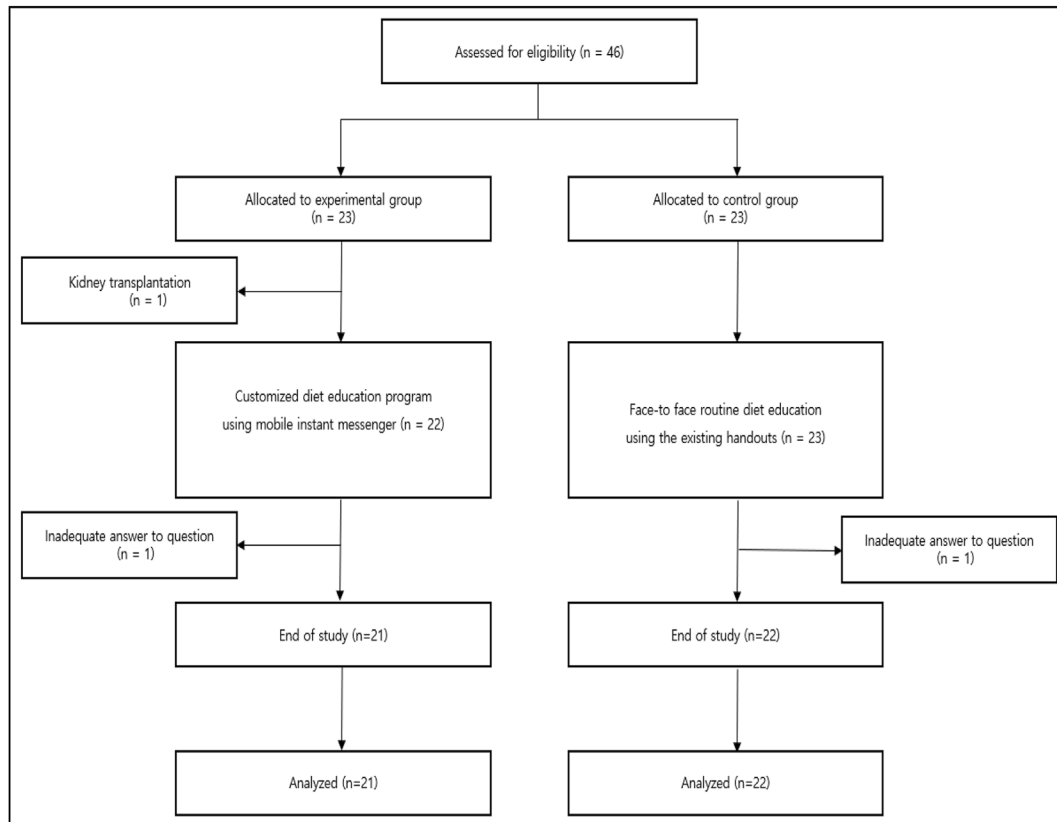 Assessed for eligibility (n = 46)
Allocated to experimental group
(n = 23)
Allocated to control group
(n = 23)
Kidney transplantation
(n = 1)
Customized diet education program
using mobile instant messenger (n = 22)
Face-to face routine diet education
using the existing handouts (n = 23)
Inadequate answer to question
(n = 1)
Inadequate answer to question
(n = 1)
End of study (n=21)
End of study (n=22)
Analyzed (n=21)
Analyzed (n=22)